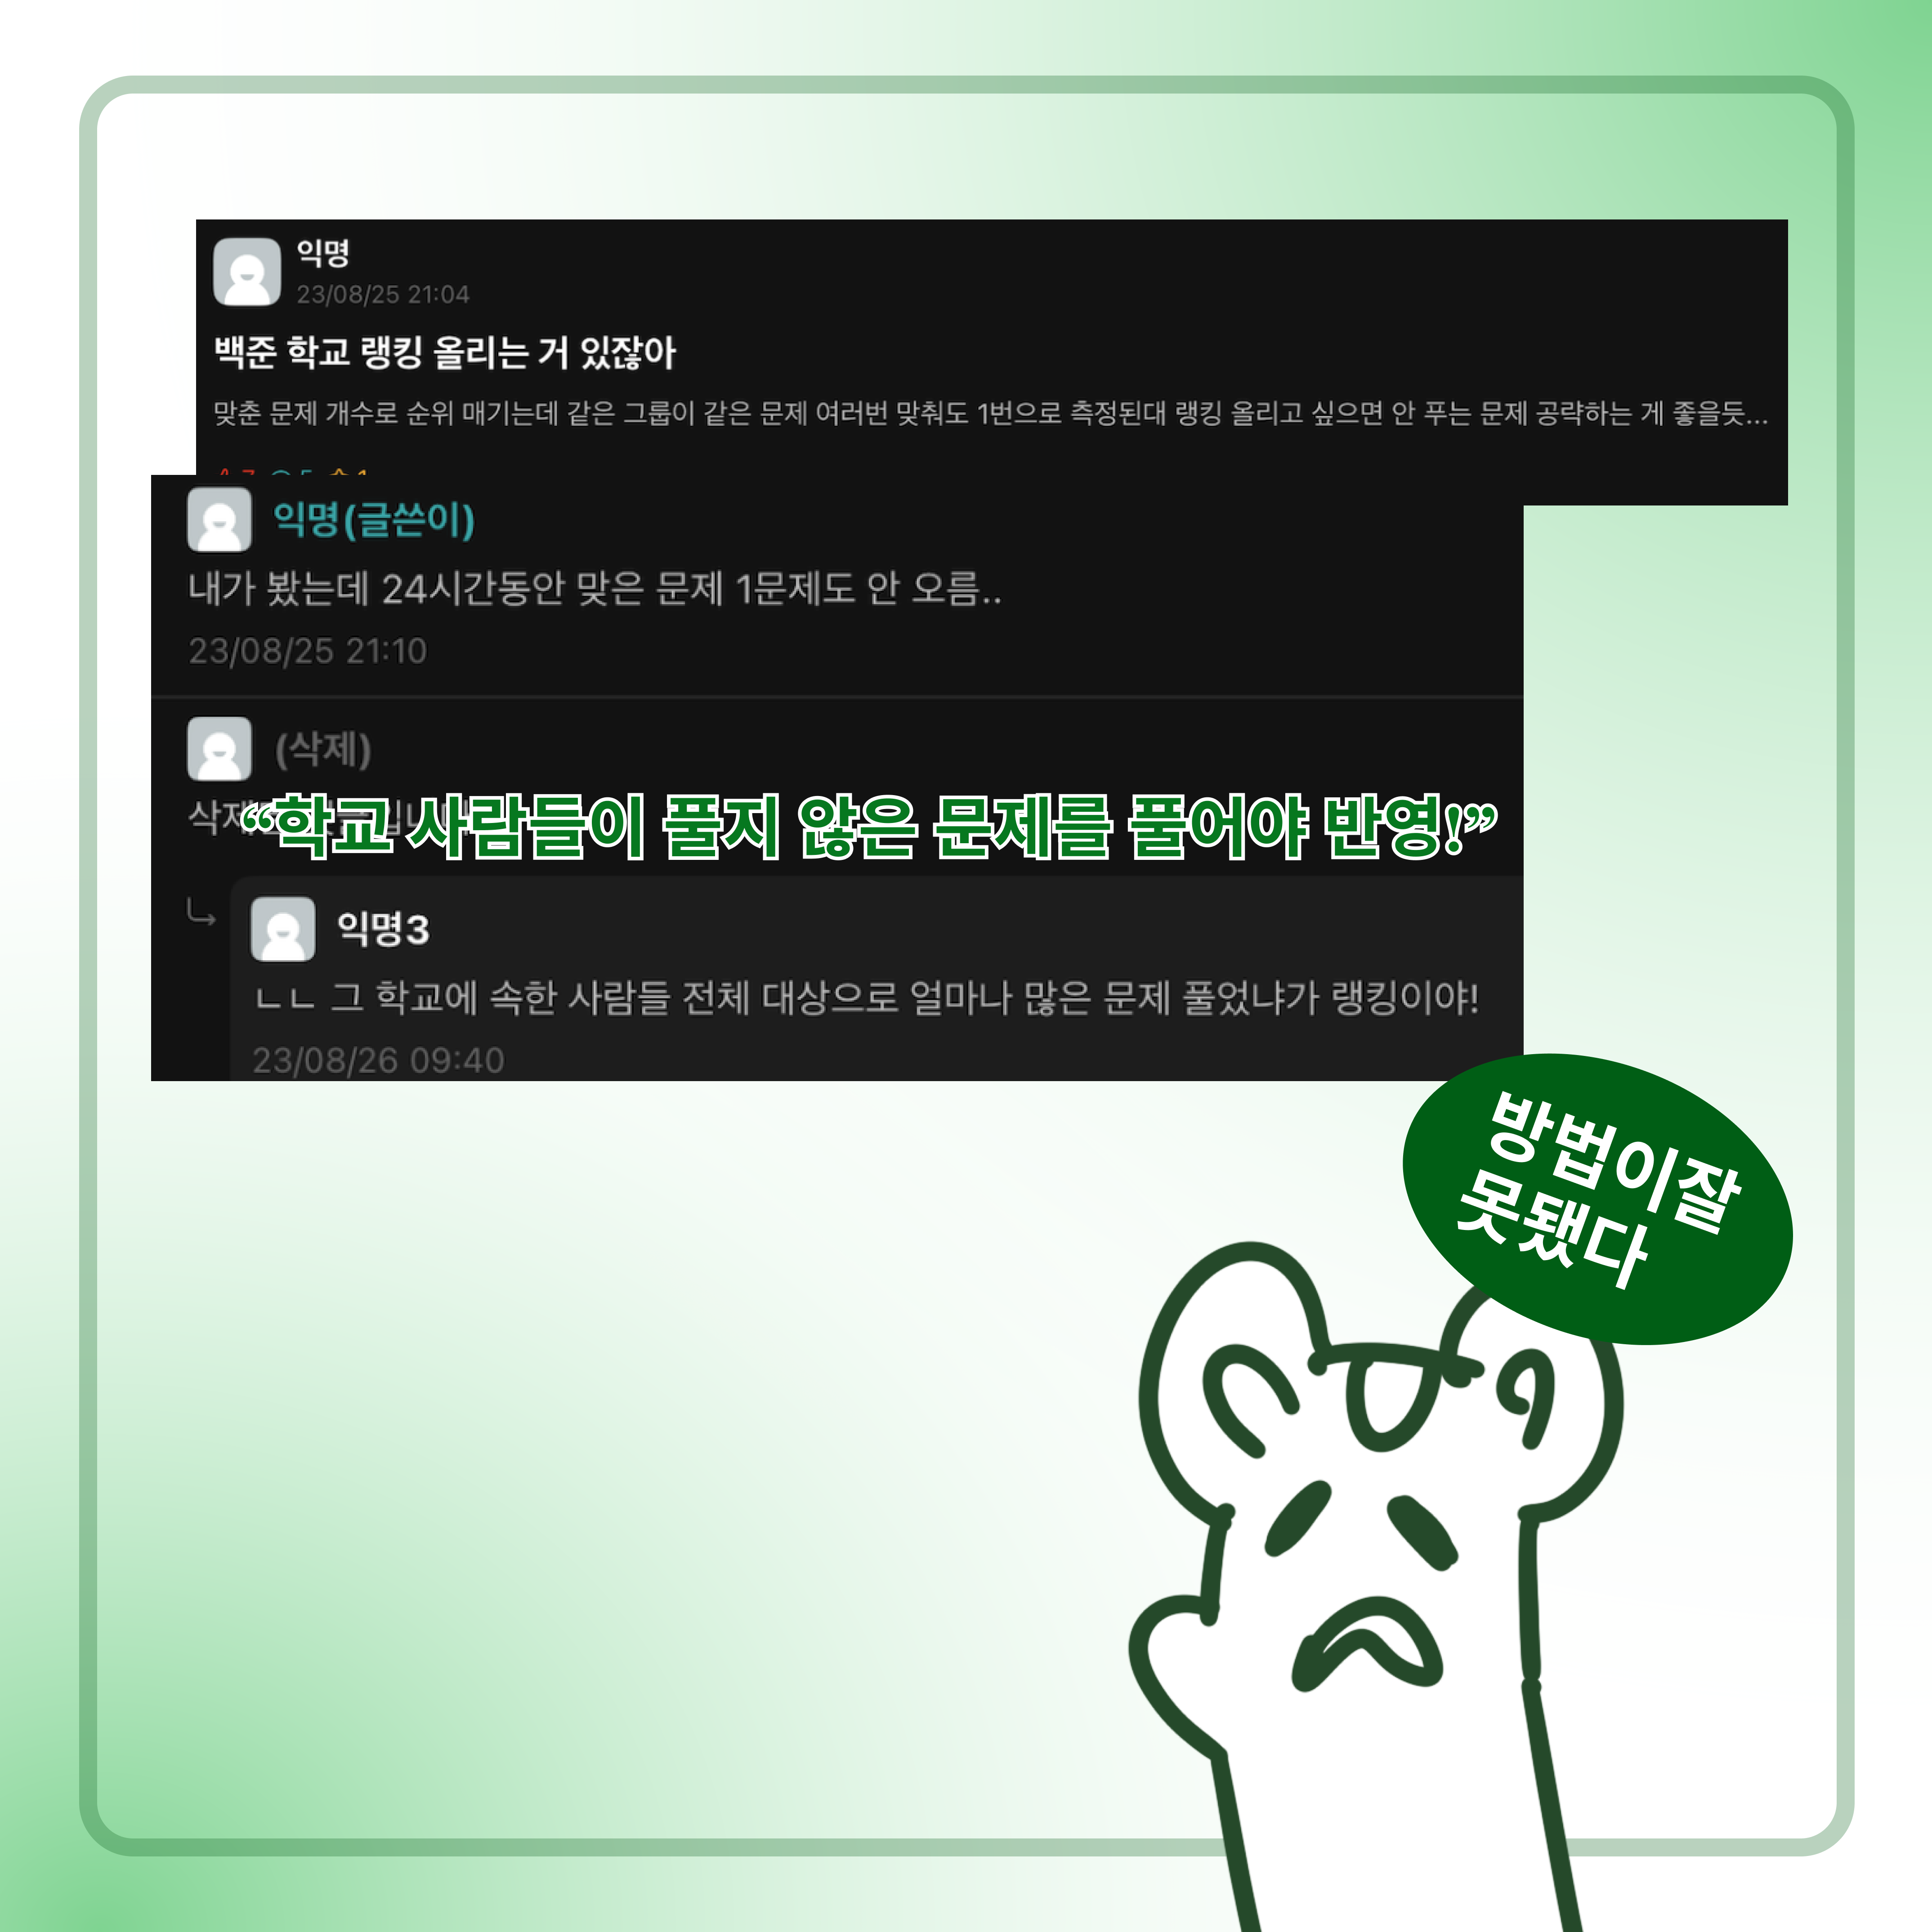 익명
23/08/25 21:04
백준 학교 랭킹 올리는 거 있잖아
맞춘 문제 개수로 순위 매기는데 같은 그룹이 같은 문제 여러번 맞춰도 1번으로 측정된대 랭킹 올리고 싶으면 안 푸는 문제 공략하는 게 좋을듯...
익명(글쓴이)
내가 봤는데 24시간동안 맞은 문제 1문제도 안 오름..
23/08/25 21:10
(삭제)
“학교 사람들이 풀지 않은 문제를 풀어야 반영!”
익명3
ㄴㄴ 그 학교에 속한 사람들 전체 대상으로 얼마나 많은 문제 풀었냐가 랭킹이야!
23/08/26 09:40
방법이잘
못됐다